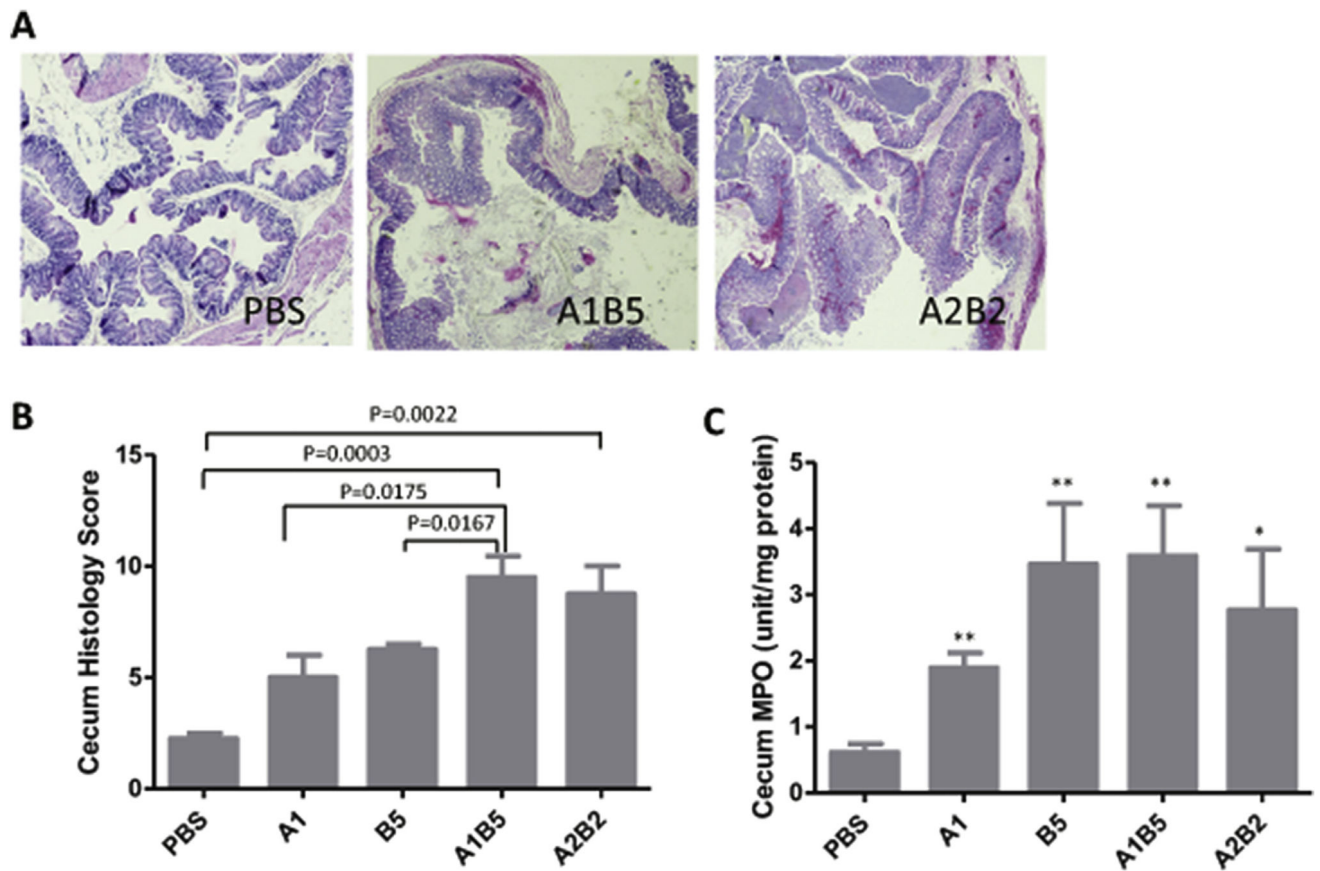 A
PBS
A1B5
A2B2
B
P=0.0022
P=0.0003
P=0.0175
P=0.0167
Cecum Histology Score
15
10
5
0
PBS
A1
B5
A1B5
A2B2
C
Cecum MPO (unit/mg protein)
5
4
3
2
1
0
**
**
**
*
PBS
A1
B5
A1B5
A2B2